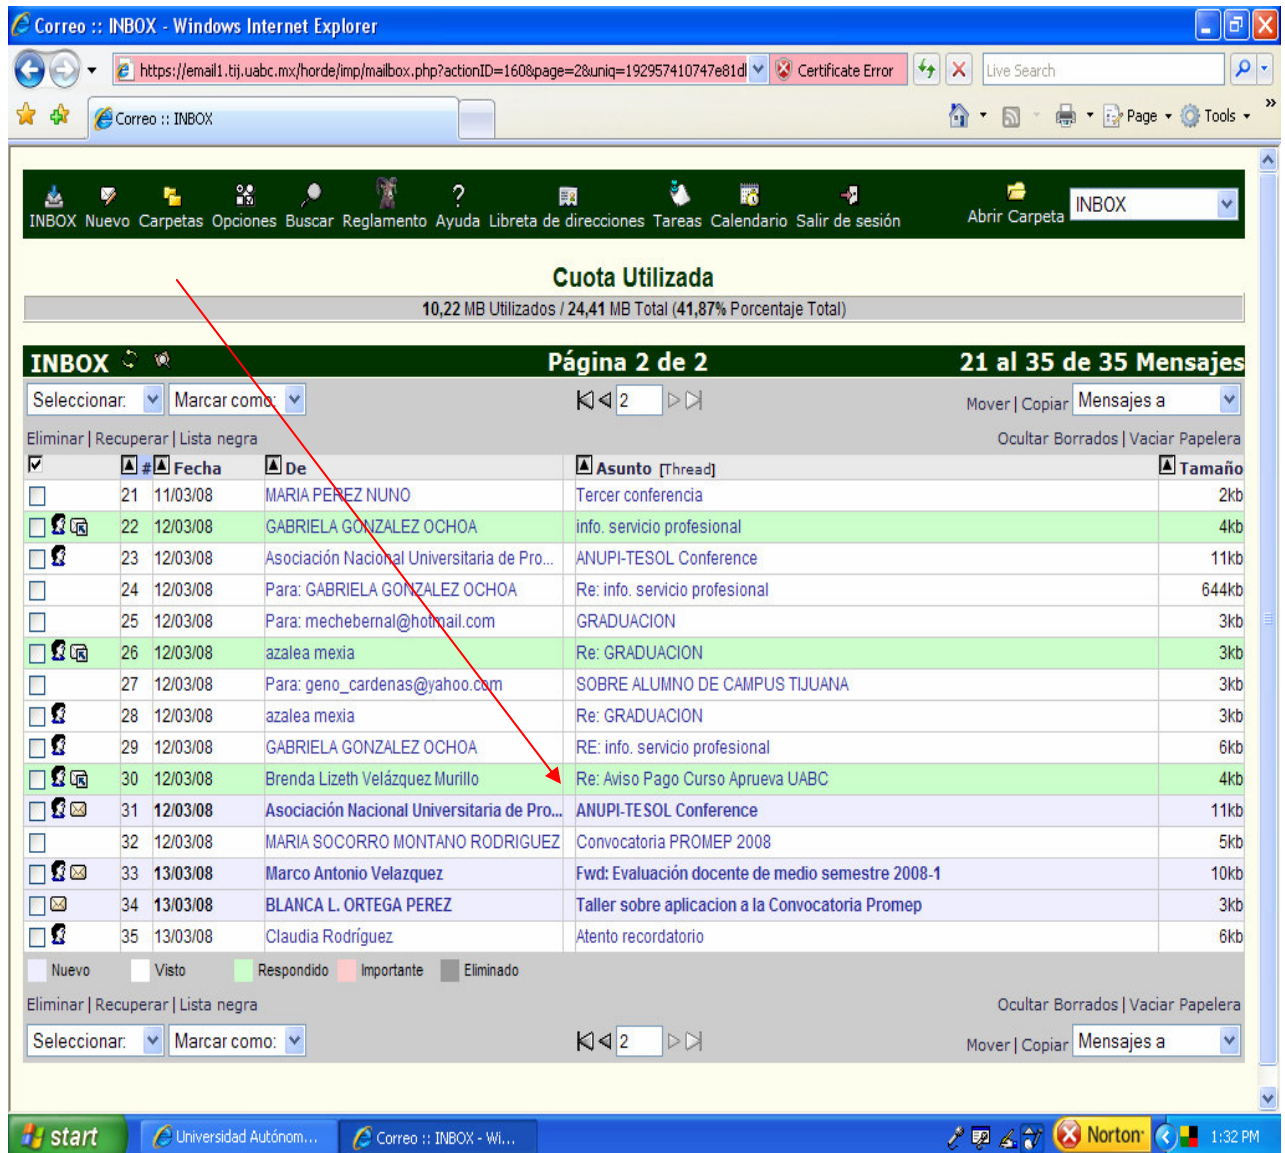 Correo :: INBOX - Windows Internet Explorer
https://email1.tij.uabc.mx/horde/imp/mailbox.php?actionID=160&page=2&uniq=192957410747e81d Certificate Error Live Search
Correo :: INBOX Page Tools »
INBOX Nuevo Carpetas Opciones Buscar Reglamento Ayuda Libreta de direcciones Tareas Calendario Salir de sesión Abrir Carpeta INBOX
Cuota Utilizada
10,22 MB Utilizados / 24,41 MB Total (41,87% Porcentaje Total)
INBOX Página 2 de 2 21 al 35 de 35 Mensajes
Seleccionar: Marcar como: 2 Mover | Copiar Mensajes a
Eliminar | Recuperar | Lista negra Ocultar Borrados | Vaciar Papelera
# Fecha De Asunto [Thread] Tamaño
21 11/03/08 MARIA PEREZ NUNO Tercer conferencia 2kb
22 12/03/08 GABRIELA GONZALEZ OCHOA info. servicio profesional 4kb
23 12/03/08 Asociación Nacional Universitaria de Pro... ANUPI-TESOL Conference 11kb
24 12/03/08 Para: GABRIELA GONZALEZ OCHOA Re: info. servicio profesional 644kb
25 12/03/08 Para: mechebernal@hotmail.com GRADUACION 3kb
26 12/03/08 azalea mexia Re: GRADUACION 3kb
27 12/03/08 Para: geno_cardenas@yahoo.com SOBRE ALUMNO DE CAMPUS TIJUANA 3kb
28 12/03/08 azalea mexia Re: GRADUACION 3kb
29 12/03/08 GABRIELA GONZALEZ OCHOA RE: info. servicio profesional 6kb
30 12/03/08 Brenda Lizeth Velázquez Murillo Re: Aviso Pago Curso Aprueva UABC 4kb
31 12/03/08 Asociación Nacional Universitaria de Pro... ANUPI-TESOL Conference 11kb
32 12/03/08 MARIA SOCORRO MONTANO RODRIGUEZ Convocatoria PROMEP 2008 5kb
33 13/03/08 Marco Antonio Velazquez Fwd: Evaluación docente de medio semestre 2008-1 10kb
34 13/03/08 BLANCA L. ORTEGA PEREZ Taller sobre aplicacion a la Convocatoria Promep 3kb
35 13/03/08 Claudia Rodríguez Atento recordatorio 6kb
Nuevo Visto Respondido Importante Eliminado
Eliminar | Recuperar | Lista negra Ocultar Borrados | Vaciar Papelera
Seleccionar: Marcar como: 2 Mover | Copiar Mensajes a
start Universidad Autónom... Correo :: INBOX - Wi... Norton 1:32 PM